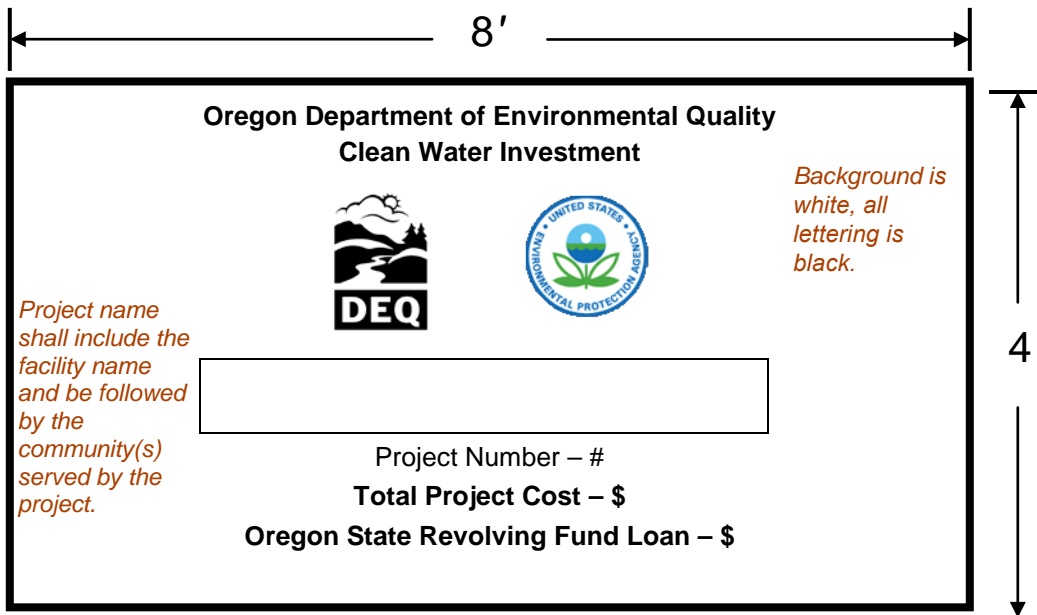 8'
Oregon Department of Environmental Quality
Clean Water Investment
Background is
white, all
lettering is
black.
DEQ
UNITED STATES
ENVIRONMENTAL PROTECTION AGENCY
Project name
shall include the
facility name
and be followed
by the
community(s)
served by the
project.
4
Project Number – #
Total Project Cost – $
Oregon State Revolving Fund Loan – $